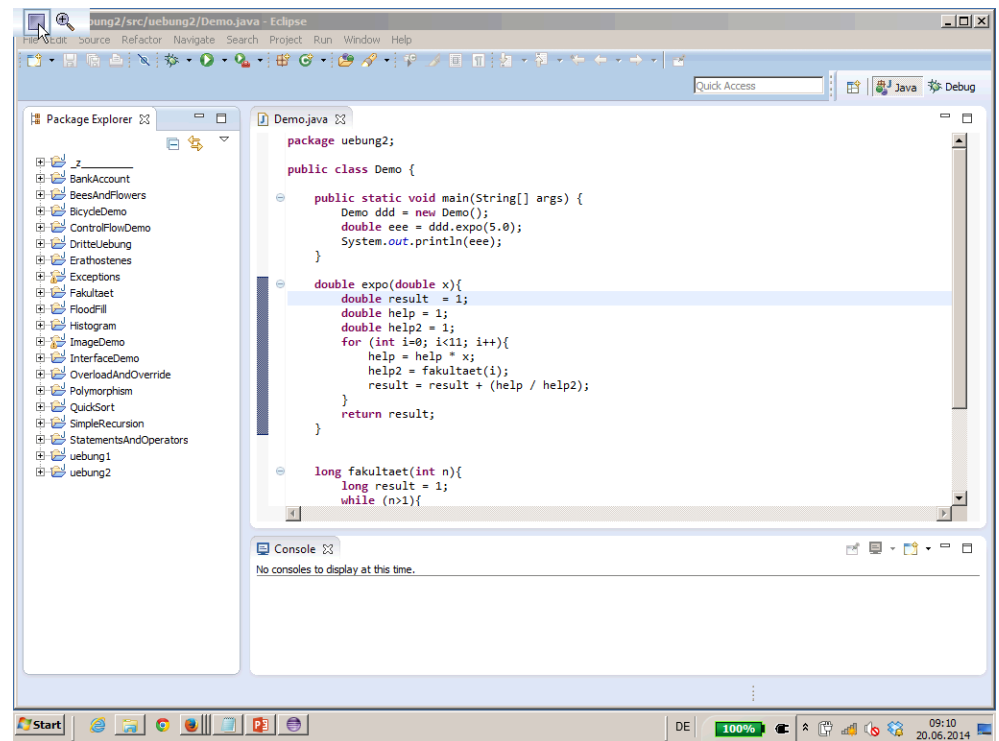 bung2/src/uebung2/Demo.java - Eclipse
File Edit Source Refactor Navigate Search Project Run Window Help
Quick Access
Java
Debug
Package Explorer
_z_________
BankAccount
BeesAndFlowers
BicycleDemo
ControlFlowDemo
DritteUebung
Erathostenes
Exceptions
Fakultaet
FloodFill
Histogram
ImageDemo
InterfaceDemo
OverloadAndOverride
Polymorphism
QuickSort
SimpleRecursion
StatementsAndOperators
uebung1
uebung2
Demo.java
package uebung2;
public class Demo {
public static void main(String[] args) {
Demo ddd = new Demo();
double eee = ddd.expo(5.0);
System.out.println(eee);
}
double expo(double x){
double result  = 1;
double help = 1;
double help2 = 1;
for (int i=0; i<11; i++){
help = help * x;
help2 = fakultaet(i);
result = result + (help / help2);
}
return result;
}
long fakultaet(int n){
long result = 1;
while (n>1){
Console
No consoles to display at this time.
Start
DE
100%
09:10
20.06.2014